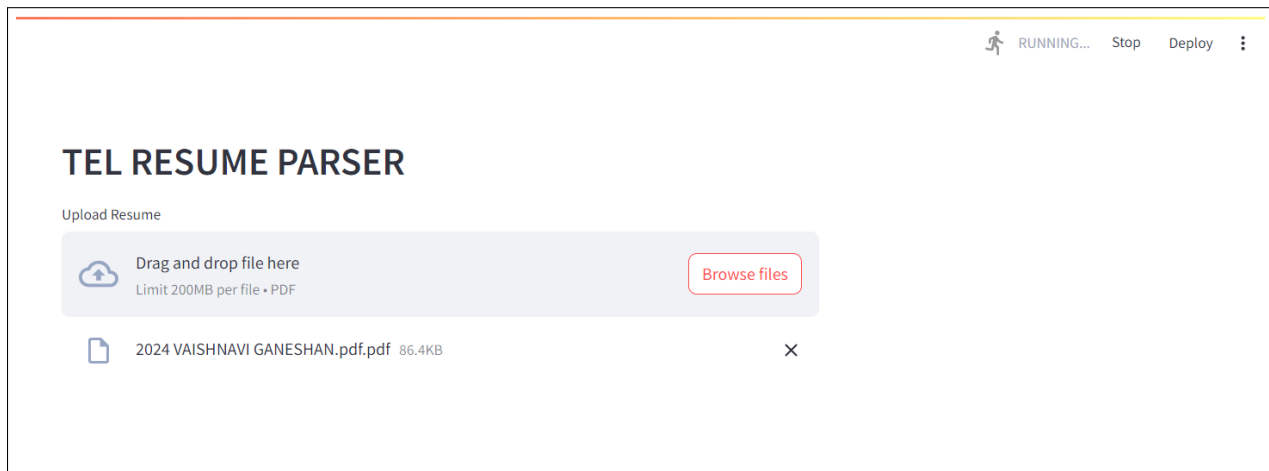 RUNNING... Stop Deploy
TEL RESUME PARSER
Upload Resume
Drag and drop file here
Limit 200MB per file • PDF
Browse files
2024 VAISHNAVI GANESHAN.pdf.pdf 86.4KB